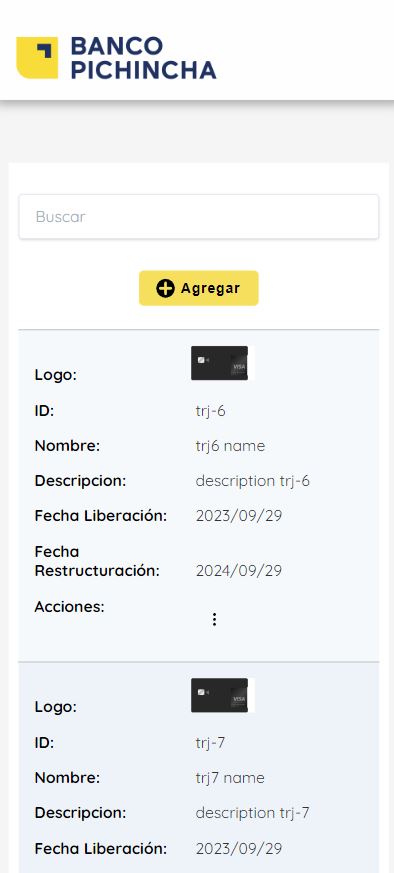 BANCO
PICHINCHA
Buscar
Agregar
Logo:
VISA
ID: trj-6
Nombre: trj6 name
Descripcion: description trj-6
Fecha Liberación: 2023/09/29
Fecha
Restructuración: 2024/09/29
Acciones:
Logo:
VISA
ID: trj-7
Nombre: trj7 name
Descripcion: description trj-7
Fecha Liberación: 2023/09/29